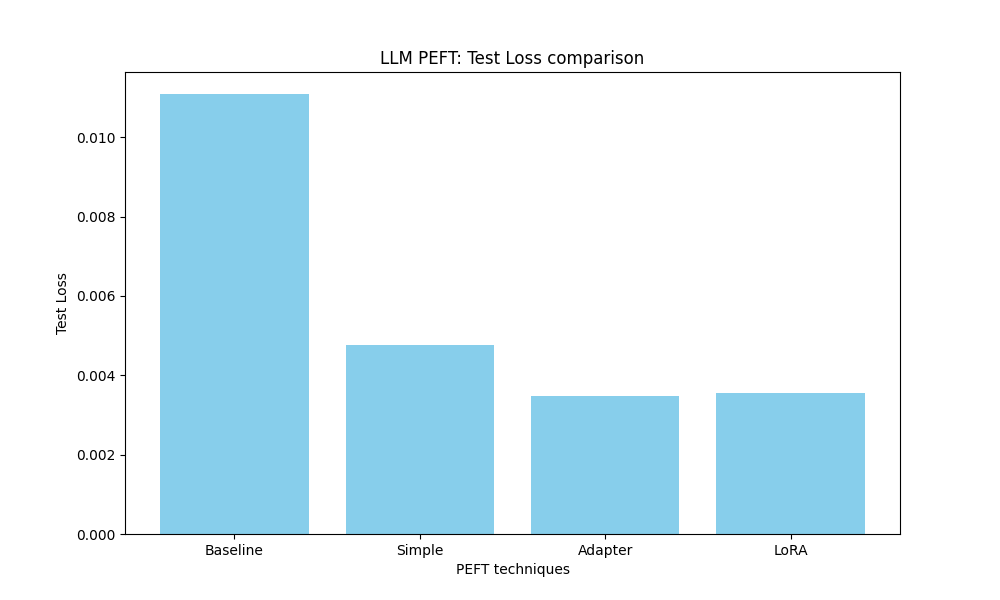 LLM PEFT: Test Loss comparison
0.010
0.008
0.006
0.004
0.002
0.000
Test Loss
Baseline Simple Adapter LoRA
PEFT techniques